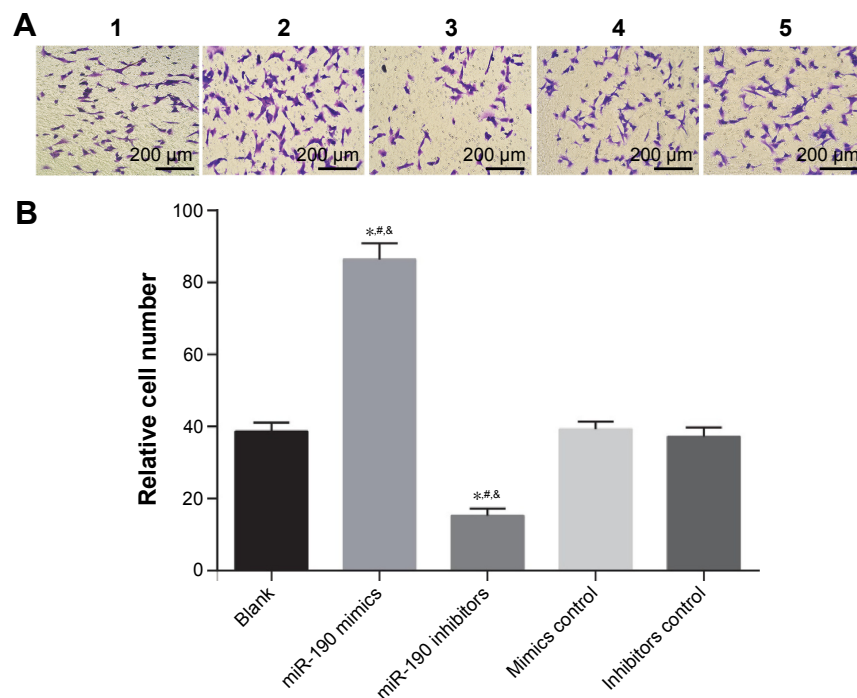 A
1 2 3 4 5
200 µm 200 µm 200 µm 200 µm 200 µm
B
Relative cell number
100
80
60
40
20
0
*,#,&
*,#,&
Blank
miR-190 mimics
miR-190 inhibitors
Mimics control
Inhibitors control